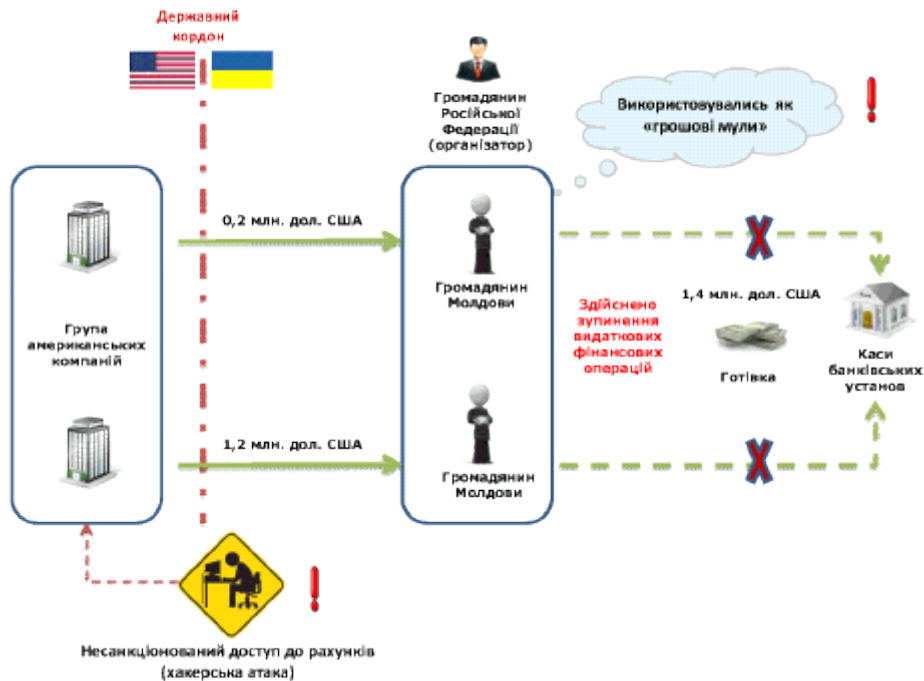 Державний
кордон
Громадянин
Російської
Федерації
(організатор)
Використовувались як
«грошові мули»
0,2 млн. дол. США
Громадянин
Молдови
Група
американських
компаній
Здійснено
зупинення
видаткових
фінансових
операцій
1,4 млн. дол. США
Готівка
Каси
банківських
установ
1,2 млн. дол. США
Громадянин
Молдови
Несанкціонований доступ до рахунків
(хакерська атака)